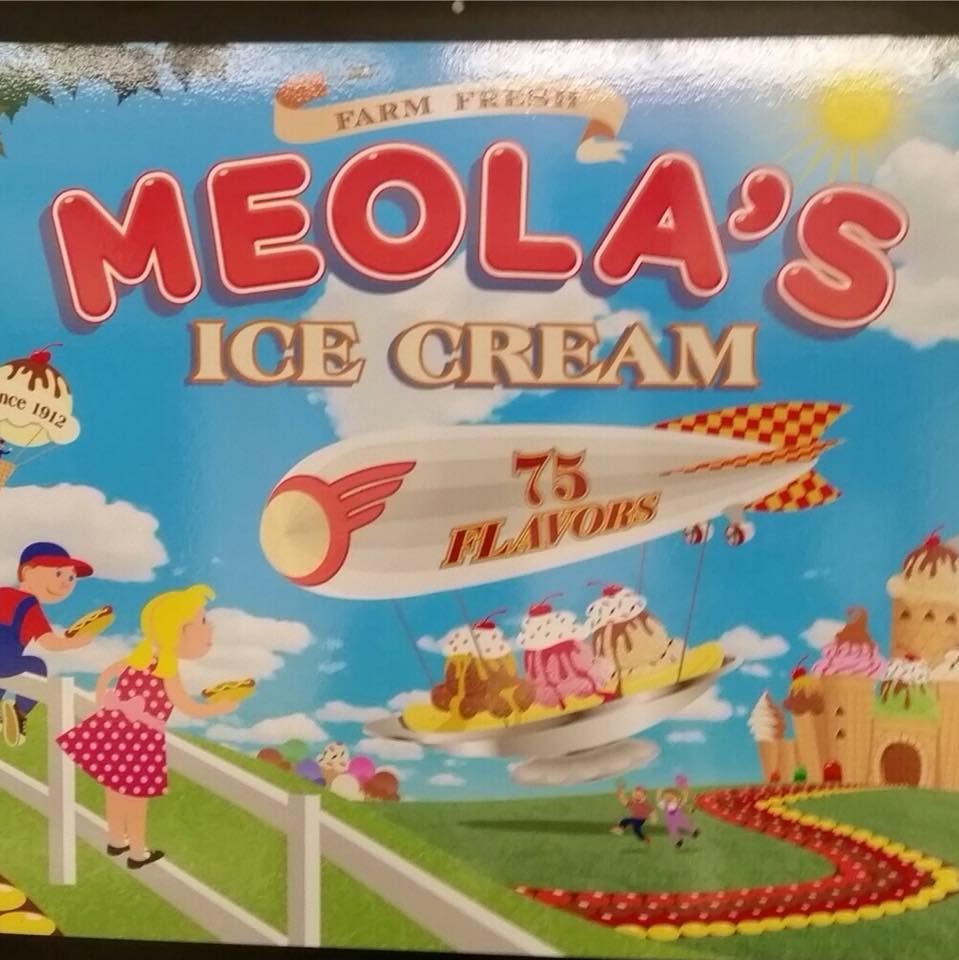 FARM FRESH
MEOLA'S
ICE CREAM
nce 1912
75
FLAVORS